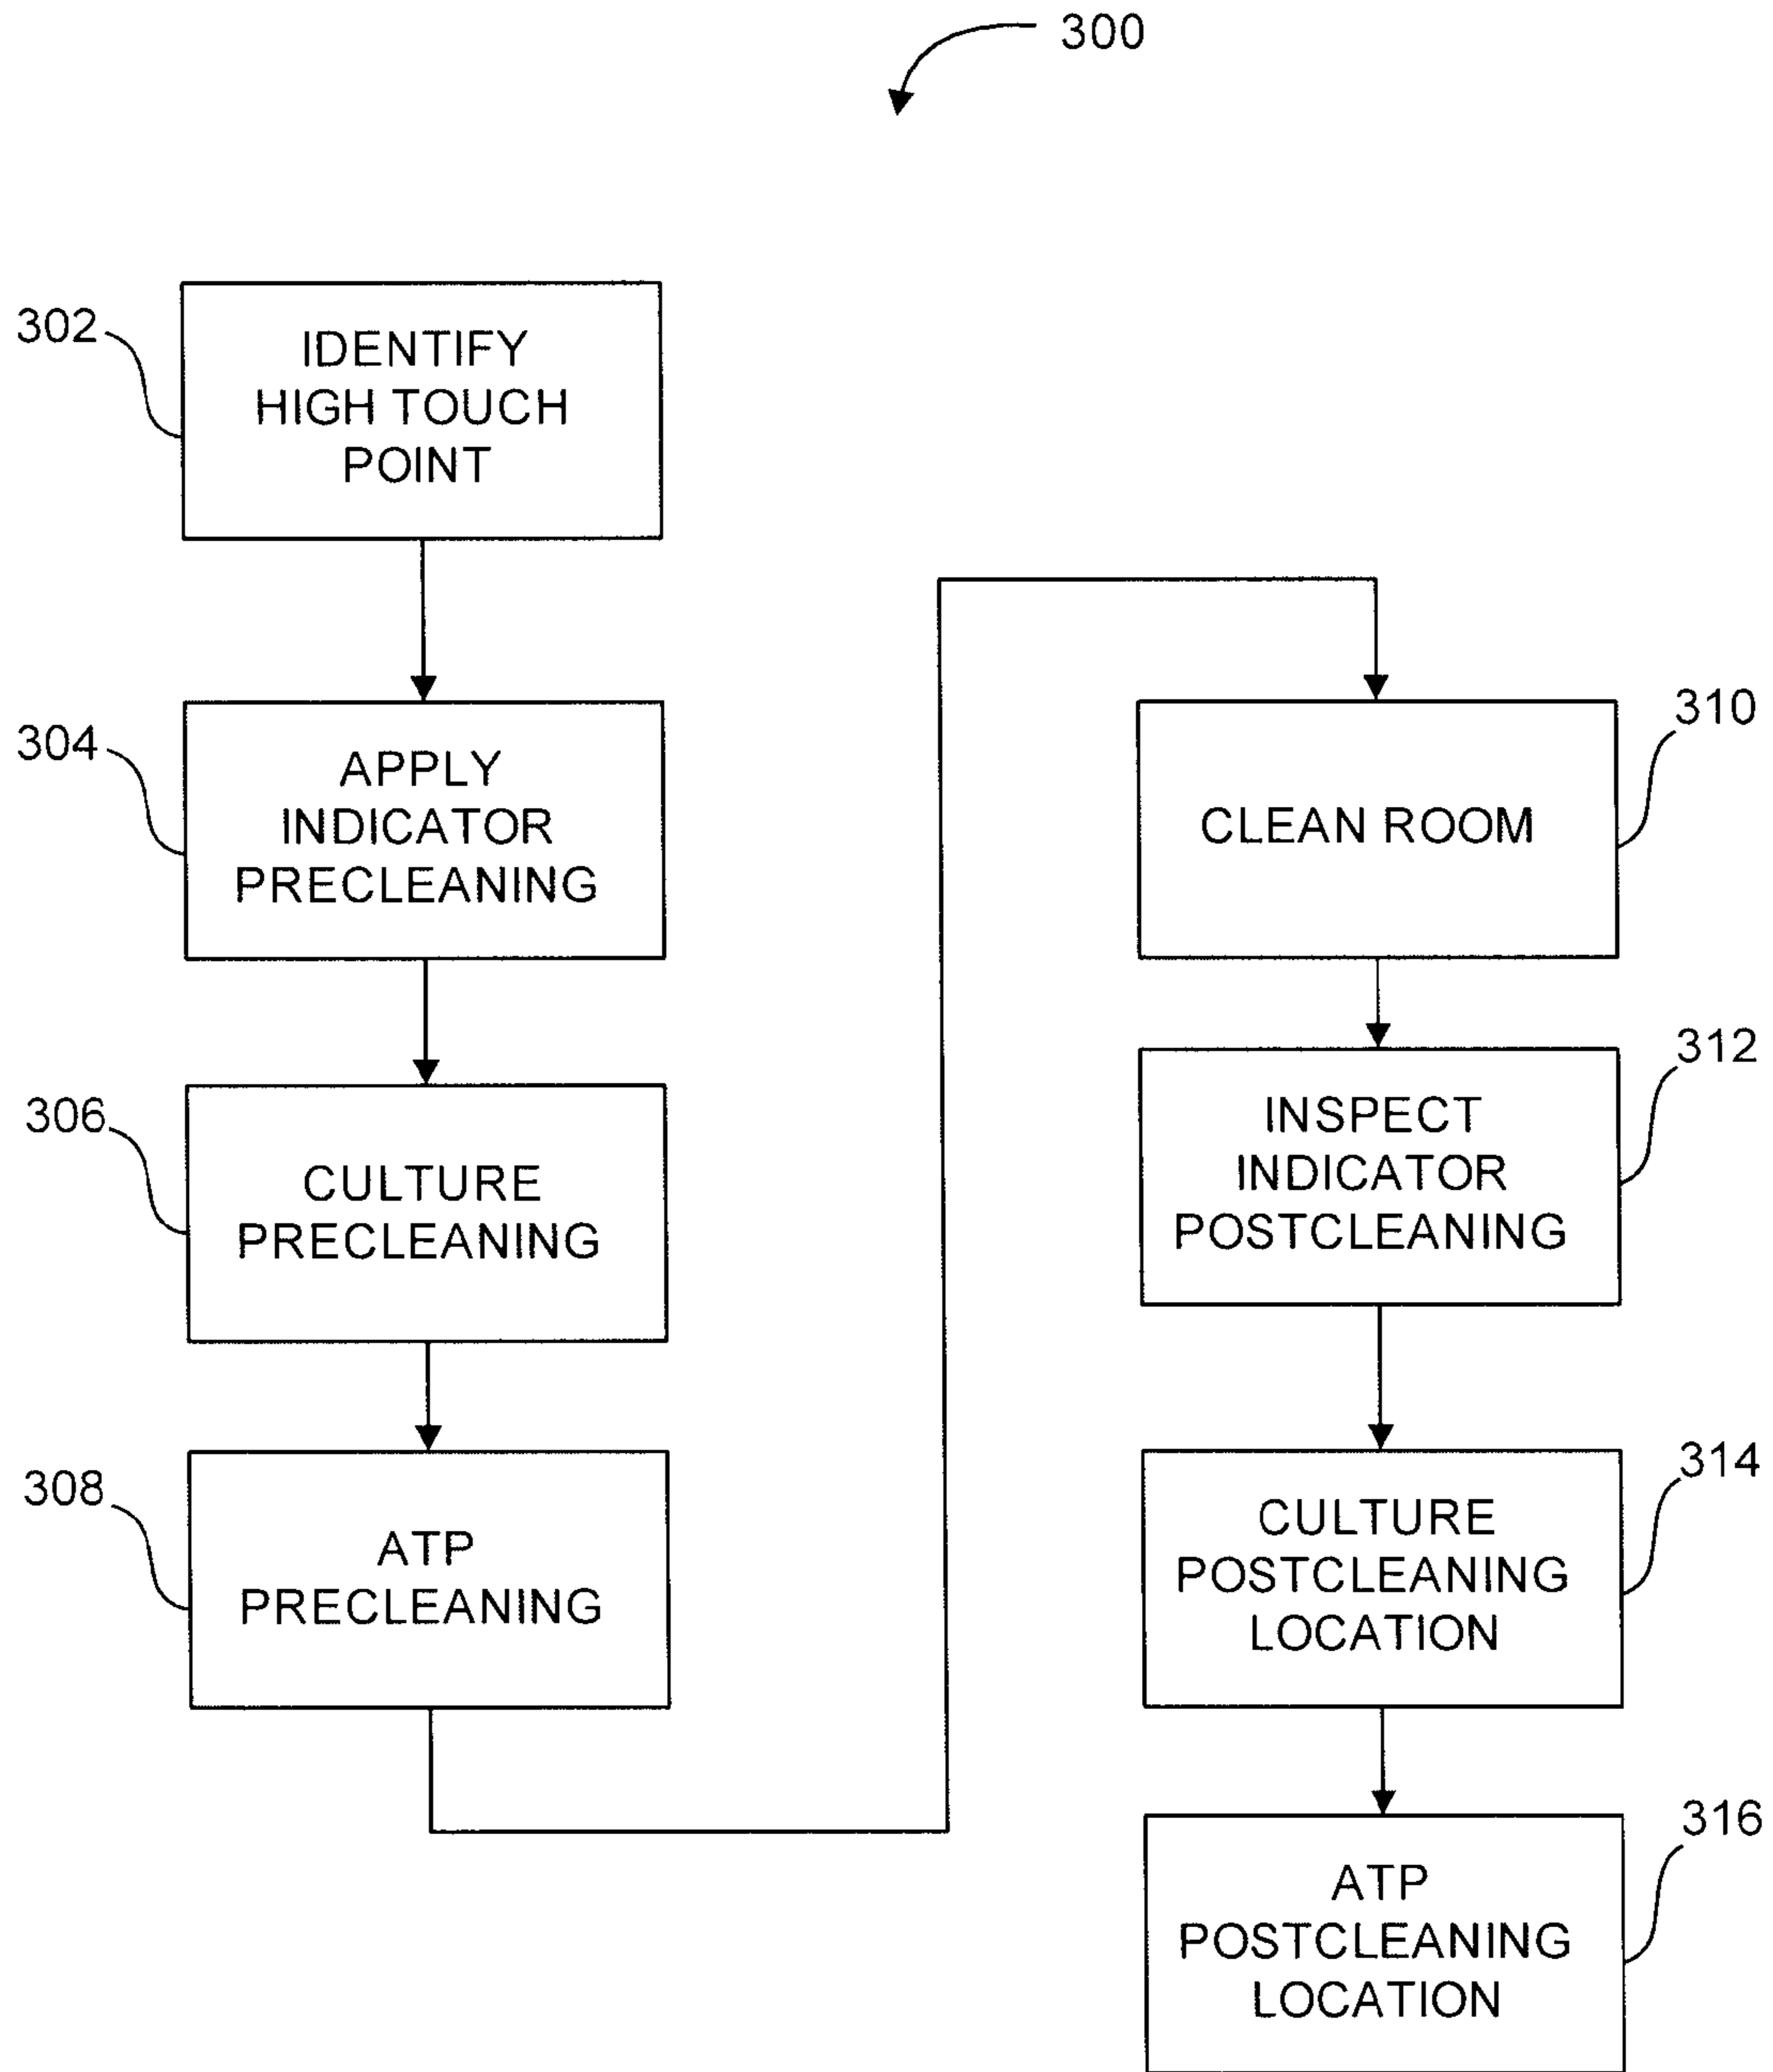 300
302
IDENTIFY
HIGH TOUCH
POINT
304
APPLY
INDICATOR
PRECLEANING
306
CULTURE
PRECLEANING
308
ATP
PRECLEANING
310
CLEAN ROOM
312
INSPECT
INDICATOR
POSTCLEANING
314
CULTURE
POSTCLEANING
LOCATION
316
ATP
POSTCLEANING
LOCATION